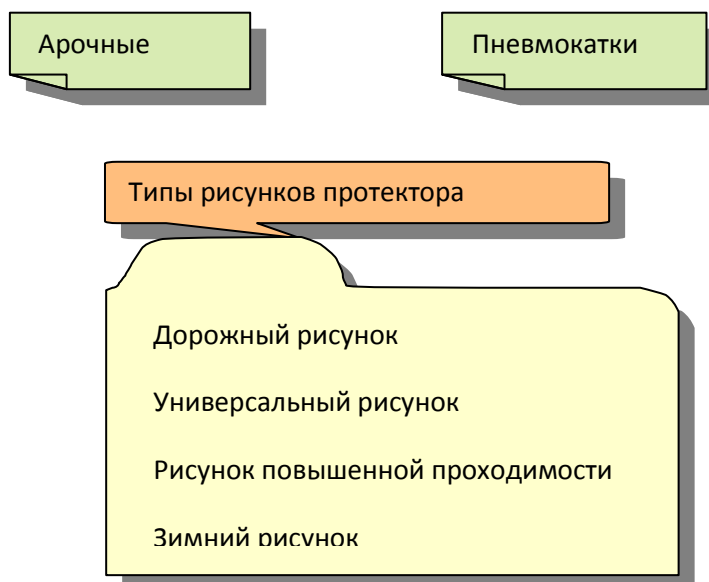 Арочные
Пневмокатки
Типы рисунков протектора
Дорожный рисунок
Универсальный рисунок
Рисунок повышенной проходимости
Зимний рисунок